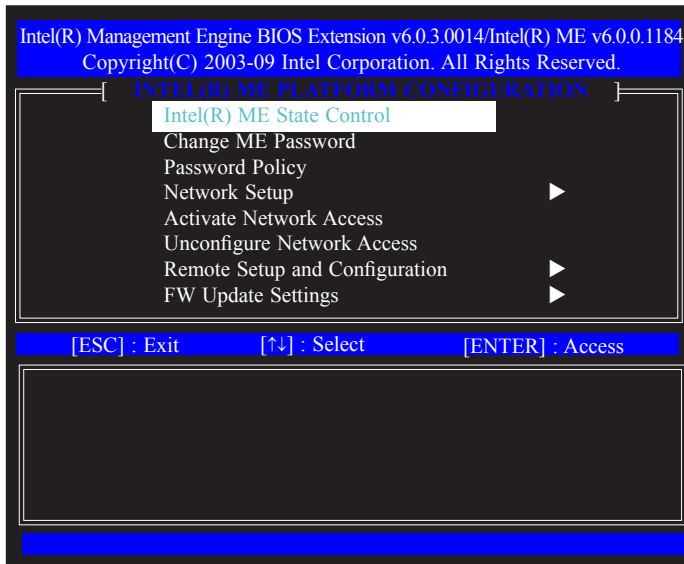 Intel(R) Management Engine BIOS Extension v6.0.3.0014/Intel(R) ME v6.0.0.1184
Copyright(C) 2003-09 Intel Corporation. All Rights Reserved.
[ INTEL(R) ME PLATFORM CONFIGURATION ]
Intel(R) ME State Control
Change ME Password
Password Policy
Network Setup ▶
Activate Network Access
Unconfigure Network Access
Remote Setup and Configuration ▶
FW Update Settings ▶
[ESC] : Exit [↑↓] : Select [ENTER] : Access